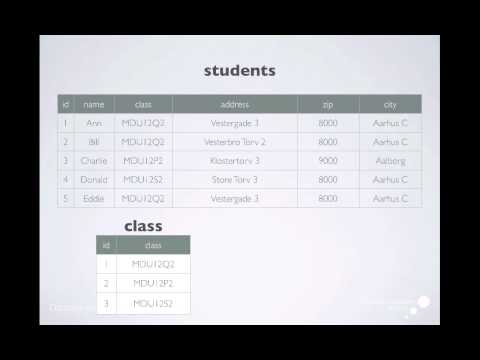 students
id name class address zip city
1 Ann MDU12Q2 Vestergade 3 8000 Aarhus C
2 Bill MDU12Q2 Vesterbro Torv 2 8000 Aarhus C
3 Charlie MDU12P2 Klostertorv 3 9000 Aalborg
4 Donald MDU12S2 Store Torv 3 8000 Aarhus C
5 Eddie MDU12Q2 Vestergade 3 8000 Aarhus C
class
id class
1 MDU12Q2
2 MDU12P2
3 MDU12S2